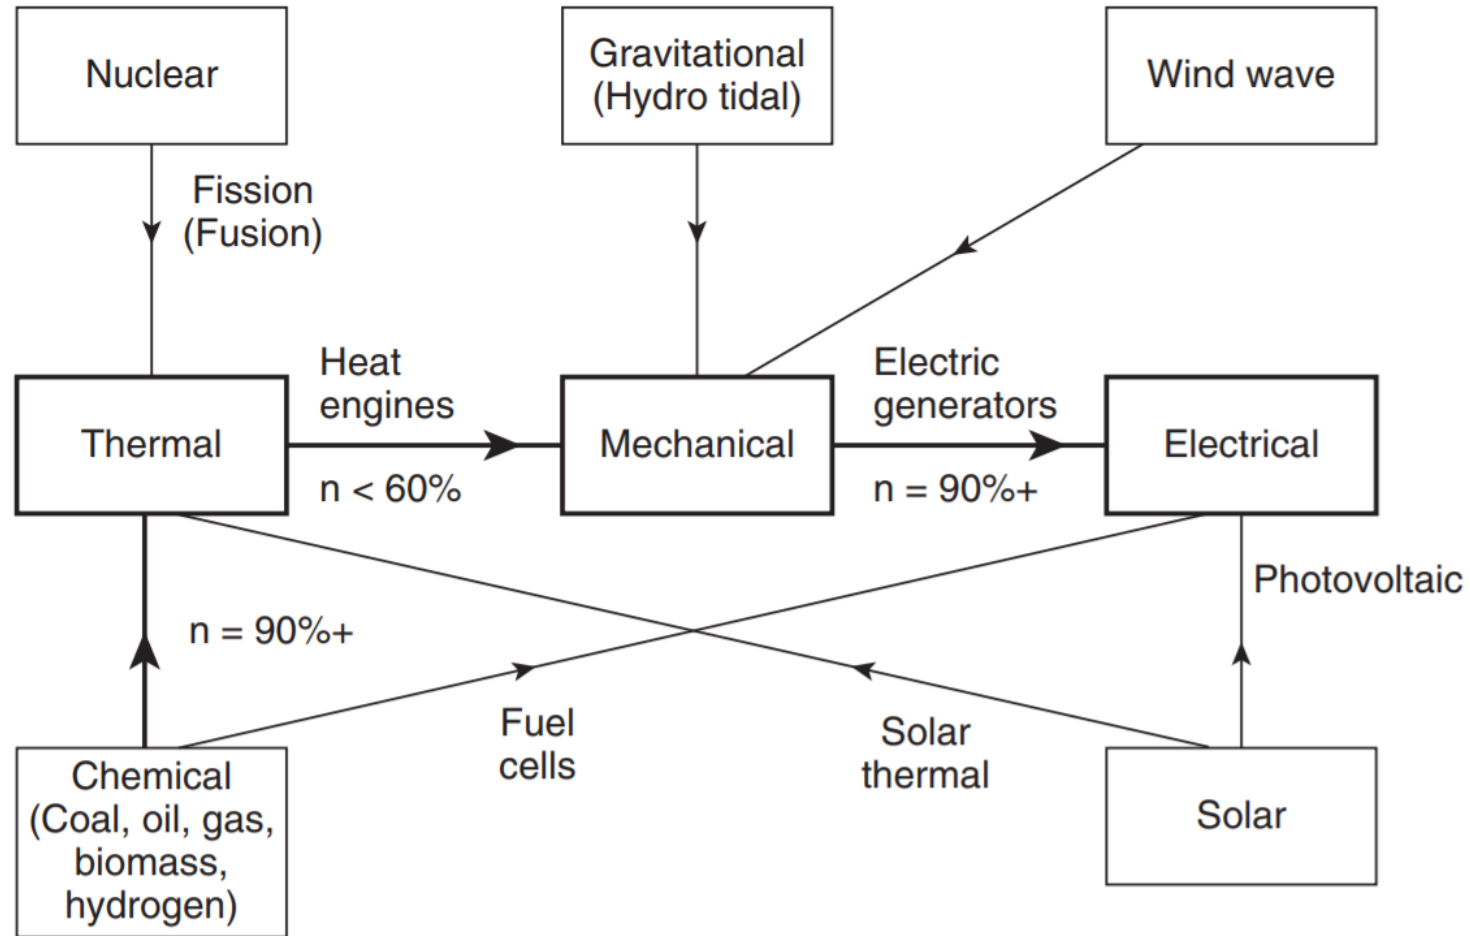 Nuclear
Gravitational
(Hydro tidal)
Wind wave
Fission
(Fusion)
Heat
engines
Electric
generators
Thermal
Mechanical
Electrical
n < 60%
n = 90%+
Photovoltaic
n = 90%+
Fuel
cells
Solar
thermal
Chemical
(Coal, oil, gas,
biomass,
hydrogen)
Solar